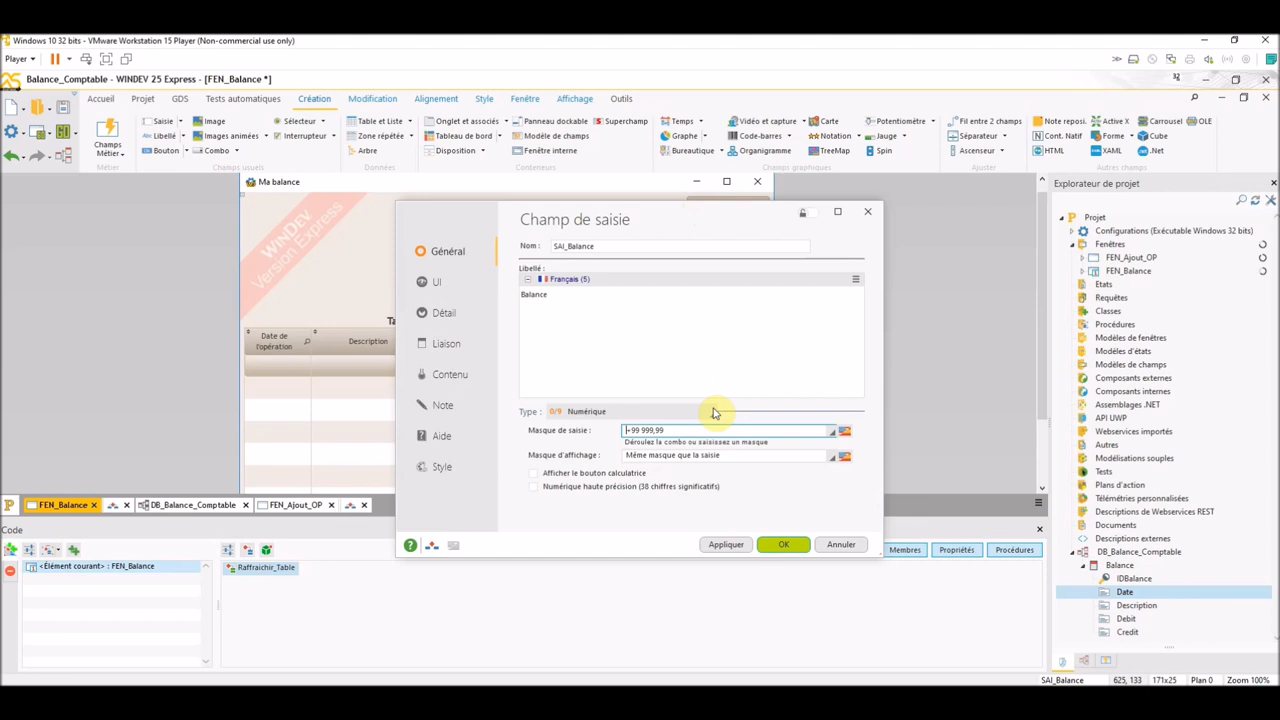 Windows 10 32 bits - VMware Workstation 15 Player (Non-commercial use only)
Player
Balance_Comptable - WINDEV 25 Express - [FEN_Balance *]
32
Accueil Projet GDS Tests automatiques Création Modification Alignement Style Fenêtre Affichage Outils
Champs Métier
Saisie Image Sélecteur Table et Liste Onglet et associés Panneau dockable Superchamp Temps Vidéo et capture Carte Potentiomètre Fil entre 2 champs Note reposi. Active X Carrousel OLE
Libellé Images animées Interrupteur Zone répétée Tableau de bord Modèle de champs Graphe Code-barres Notation Jauge Séparateur Cont. Natif Forme Cube
Bouton Combo Arbre Disposition Fenêtre interne Bureautique Organigramme TreeMap Spin Ascenseur HTML XAML .Net
Métier Champs usuels Données Conteneurs Ajuster Autres champs
Ma balance
WINDEV
Version Express
Ta
Date de l'opération
Description
Champ de saisie
Nom : SAI_Balance
Libellé :
Français (5)
Balance
Général
UI
Détail
Liaison
Contenu
Note
Aide
Style
Type : 0/9 Numérique
Masque de saisie : +99 999,99
Déroulez la combo ou saisissez un masque
Masque d'affichage : Même masque que la saisie
Afficher le bouton calculatrice
Numérique haute précision (38 chiffres significatifs)
Appliquer OK Annuler
Explorateur de projet
Projet
Configurations (Exécutable Windows 32 bits)
Fenêtres
FEN_Ajout_OP
FEN_Balance
Etats
Requêtes
Classes
Procédures
Modèles de fenêtres
Modèles d'états
Modèles de champs
Composants externes
Composants internes
Assemblages .NET
API UWP
Autres
Modélisations souples
Tests
Plans d'action
Télémétries personnalisées
Descriptions de Webservices REST
Documents
Descriptions externes
DB_Balance_Comptable
Balance
IDBalance
Date
Description
Debit
Credit
FEN_Balance DB_Balance_Comptable FEN_Ajout_OP
Code
Membres Propriétés Procédures
<Élément courant> : FEN_Balance
Raffraichir_Table
SAI_Balance 625, 133 171x25 Plan 0 Zoom 100%